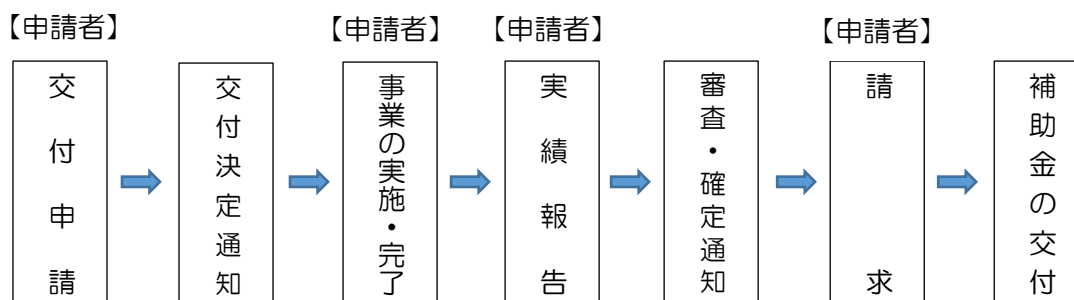 【申請者】
交付申請
交付決定通知
【申請者】
事業の実施・完了
【申請者】
実績報告
審査・確定通知
【申請者】
請求
補助金の交付